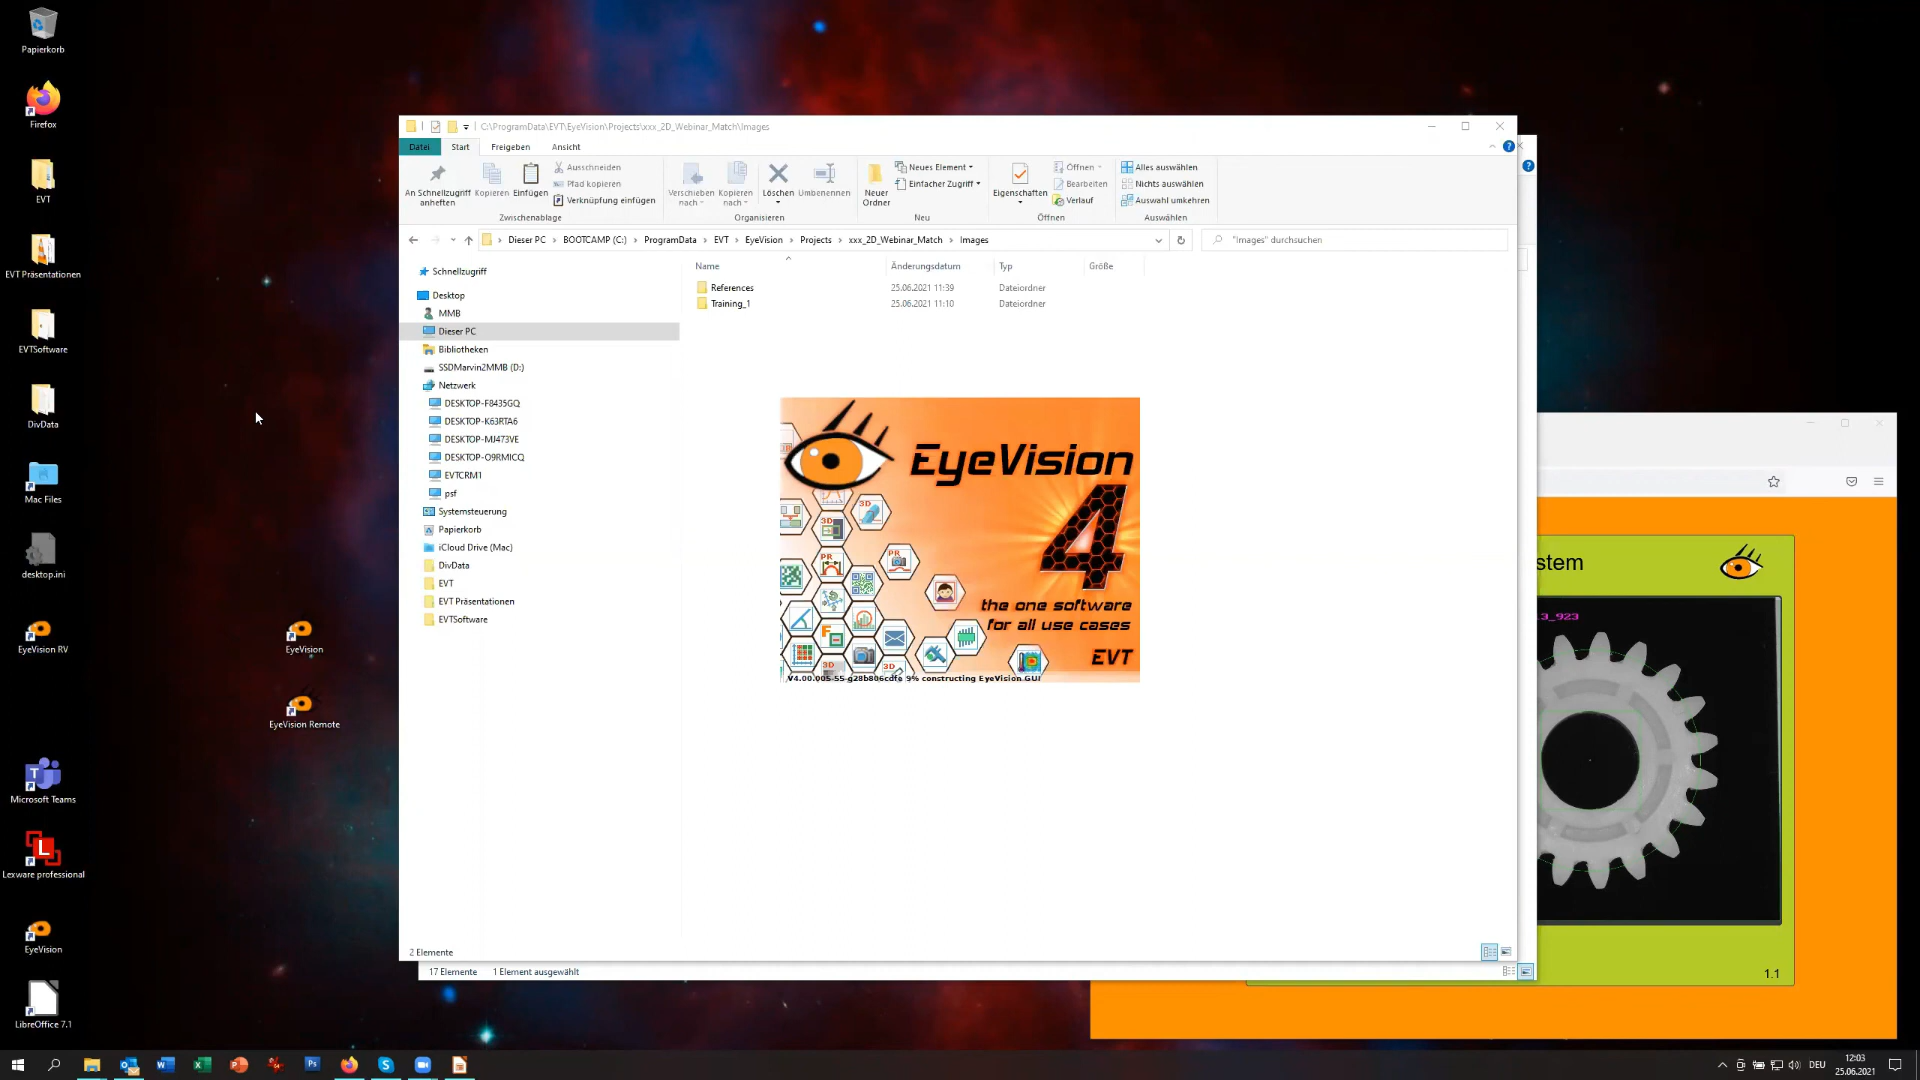 Papierkorb
Firefox
EVT
EVT Präsentationen
EVTSoftware
DivData
Mac Files
desktop.ini
EyeVision RV
Microsoft Teams
Lexware professional
EyeVision
LibreOffice 7.1
EyeVision
EyeVision Remote
C:\ProgramData\EVT\EyeVision\Projects\xxx_2D_Webinar_Match\Images
Datei Start Freigeben Ansicht
An Schnellzugriff anheften
Kopieren
Einfügen
Ausschneiden
Pfad kopieren
Verknüpfung einfügen
Zwischenablage
Verschieben nach
Kopieren nach
Löschen
Umbenennen
Organisieren
Neuer Ordner
Neues Element
Einfacher Zugriff
Neu
Eigenschaften
Öffnen
Bearbeiten
Verlauf
Öffnen
Alles auswählen
Nichts auswählen
Auswahl umkehren
Auswählen
Dieser PC > BOOTCAMP (C:) > ProgramData > EVT > EyeVision > Projects > xxx_2D_Webinar_Match > Images
"Images" durchsuchen
Name Änderungsdatum Typ Größe
References 25.06.2021 11:39 Dateiordner
Training_1 25.06.2021 11:10 Dateiordner
Schnellzugriff
Desktop
MMB
Dieser PC
Bibliotheken
SSDMarvin2MMB (D:)
Netzwerk
DESKTOP-F8435GQ
DESKTOP-K63RTA6
DESKTOP-MJ473VE
DESKTOP-O9RMICQ
EVTCRM1
psf
Systemsteuerung
Papierkorb
iCloud Drive (Mac)
DivData
EVT
EVT Präsentationen
EVTSoftware
EyeVision
4
the one software
for all use cases
EVT
V4.00.005-55-g28b806cdfe 9% constructing EyeVision GUI
3D
3D
PR
PR
F
3D
3D
2 Elemente
17 Elemente 1 Element ausgewählt
stem
3_923
1.1
DEU
12:03
25.06.2021